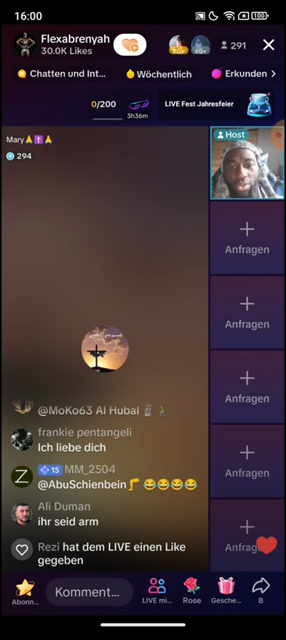 16:00
100
Flexabrenyah
30.0K Likes
60+
291
Chatten und Int...
Wöchentlich
Erkunden
0/200
3h36m
LIVE Fest Jahresfeier
Mary🙏✝️🙏
294
Host
Anfragen
Anfragen
Anfragen
Anfragen
Anfragen
@MoKo63 Al Hubal 🗿
frankie pentangeli
Ich liebe dich
15 MM_2504
@AbuSchienbein🦵😂😂😂😂
Ali Duman
ihr seid arm
Rezi hat dem LIVE einen Like
gegeben
Anfrag
Abonn...
Komment...
LIVE mi...
Rose
Gesche...
B